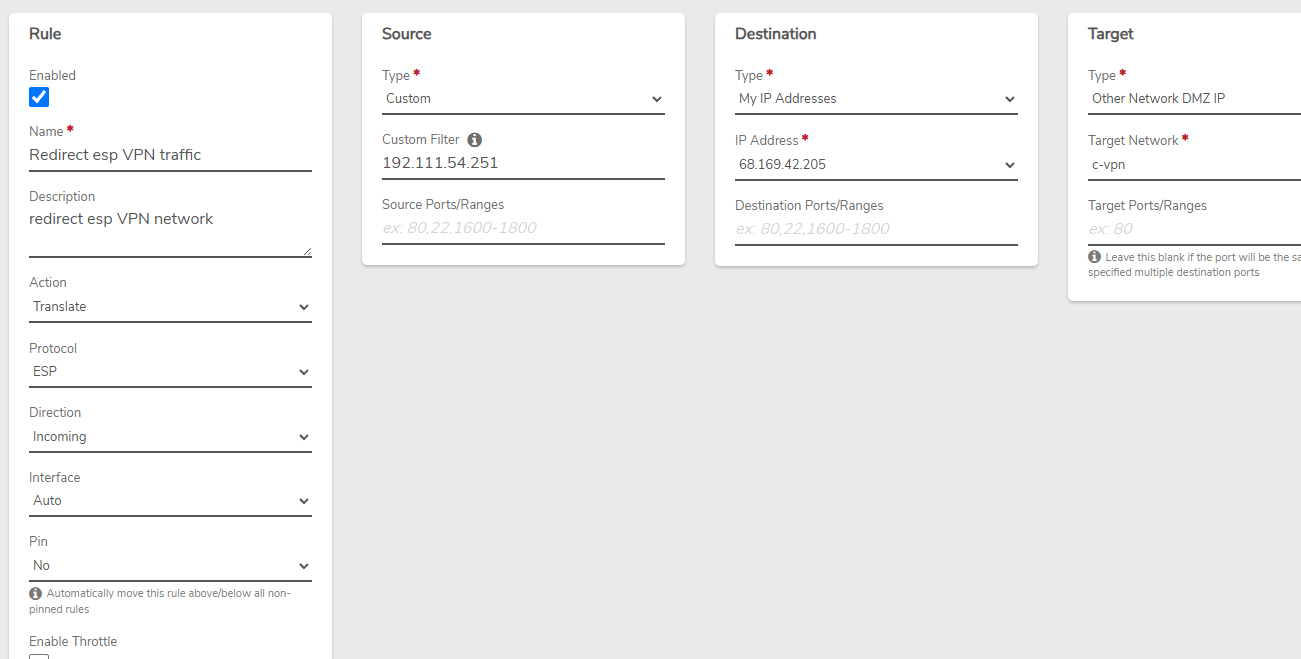 Rule
Enabled
Name *
Redirect esp VPN traffic
Description
redirect esp VPN network
Action
Translate
Protocol
ESP
Direction
Incoming
Interface
Auto
Pin
No
Automatically move this rule above/below all non-
pinned rules
Enable Throttle
Source
Type *
Custom
Custom Filter
192.111.54.251
Source Ports/Ranges
ex: 80,22,1600-1800
Destination
Type *
My IP Addresses
IP Address *
68.169.42.205
Destination Ports/Ranges
ex: 80,22,1600-1800
Target
Type *
Other Network DMZ IP
Target Network *
c-vpn
Target Ports/Ranges
ex: 80
Leave this blank if the port will be the sa
specified multiple destination ports